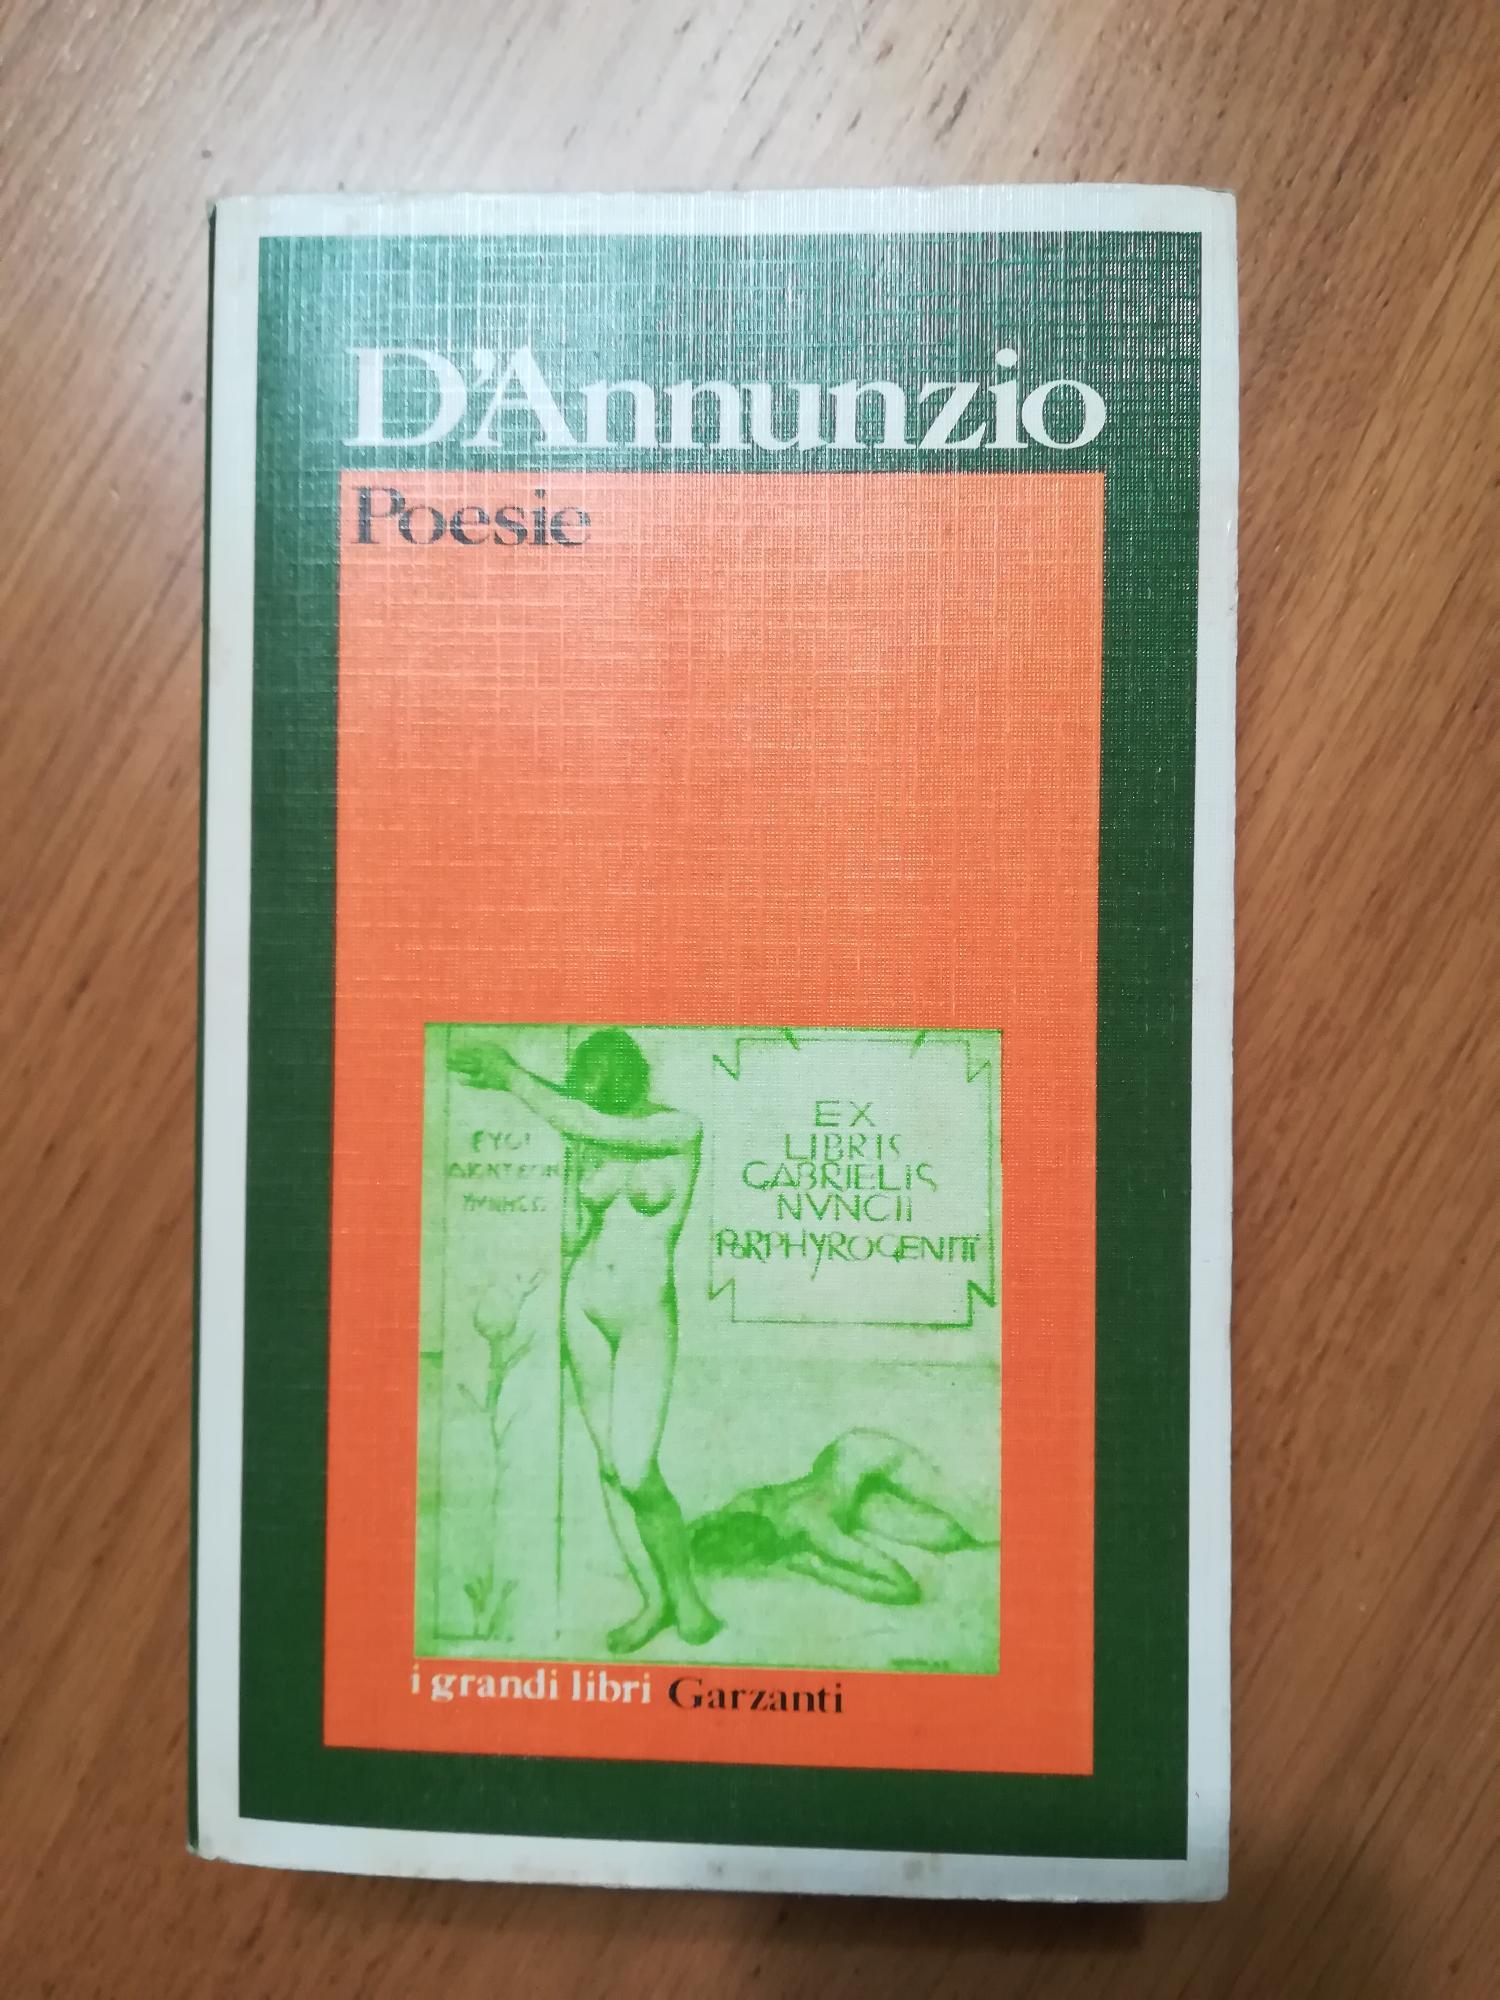 D'Annunzio
Poesie
EX
LIBRIS
GABRIELIS
NVNCII
PORPHYROGENITI
i grandi libri Garzanti